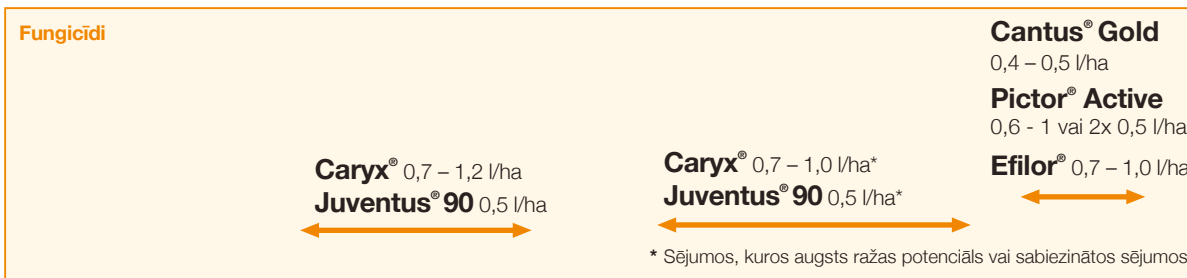 Fungicīdi
Caryx® 0,7 – 1,2 l/ha
Juventus® 90 0,5 l/ha
Caryx® 0,7 – 1,0 l/ha*
Juventus® 90 0,5 l/ha*
Cantus® Gold
0,4 – 0,5 l/ha
Pictor® Active
0,6 - 1 vai 2x 0,5 l/ha
Efilor® 0,7 – 1,0 l/ha
* Sējumos, kuros augsts ražas potenciāls vai sabiezinātos sējumos